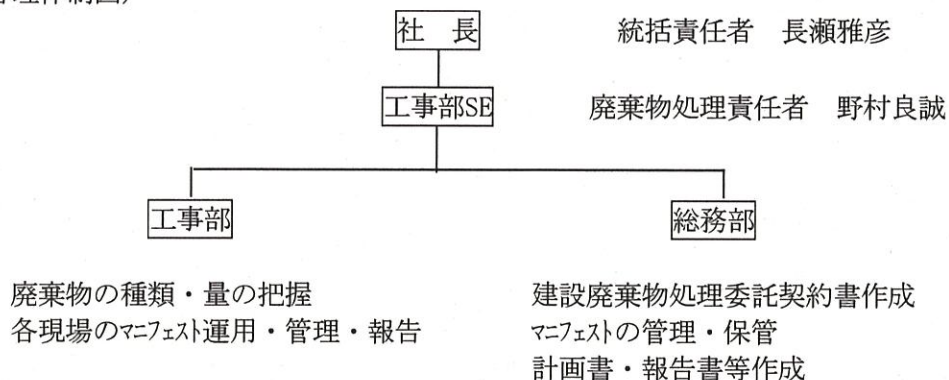 社　長　統括責任者　長瀬雅彦
工事部SE　廃棄物処理責任者　野村良誠
工事部
総務部
廃棄物の種類・量の把握
各現場のﾏﾆﾌｪｽﾄ運用・管理・報告
建設廃棄物処理委託契約書作成
ﾏﾆﾌｪｽﾄの管理・保管
計画書・報告書等作成